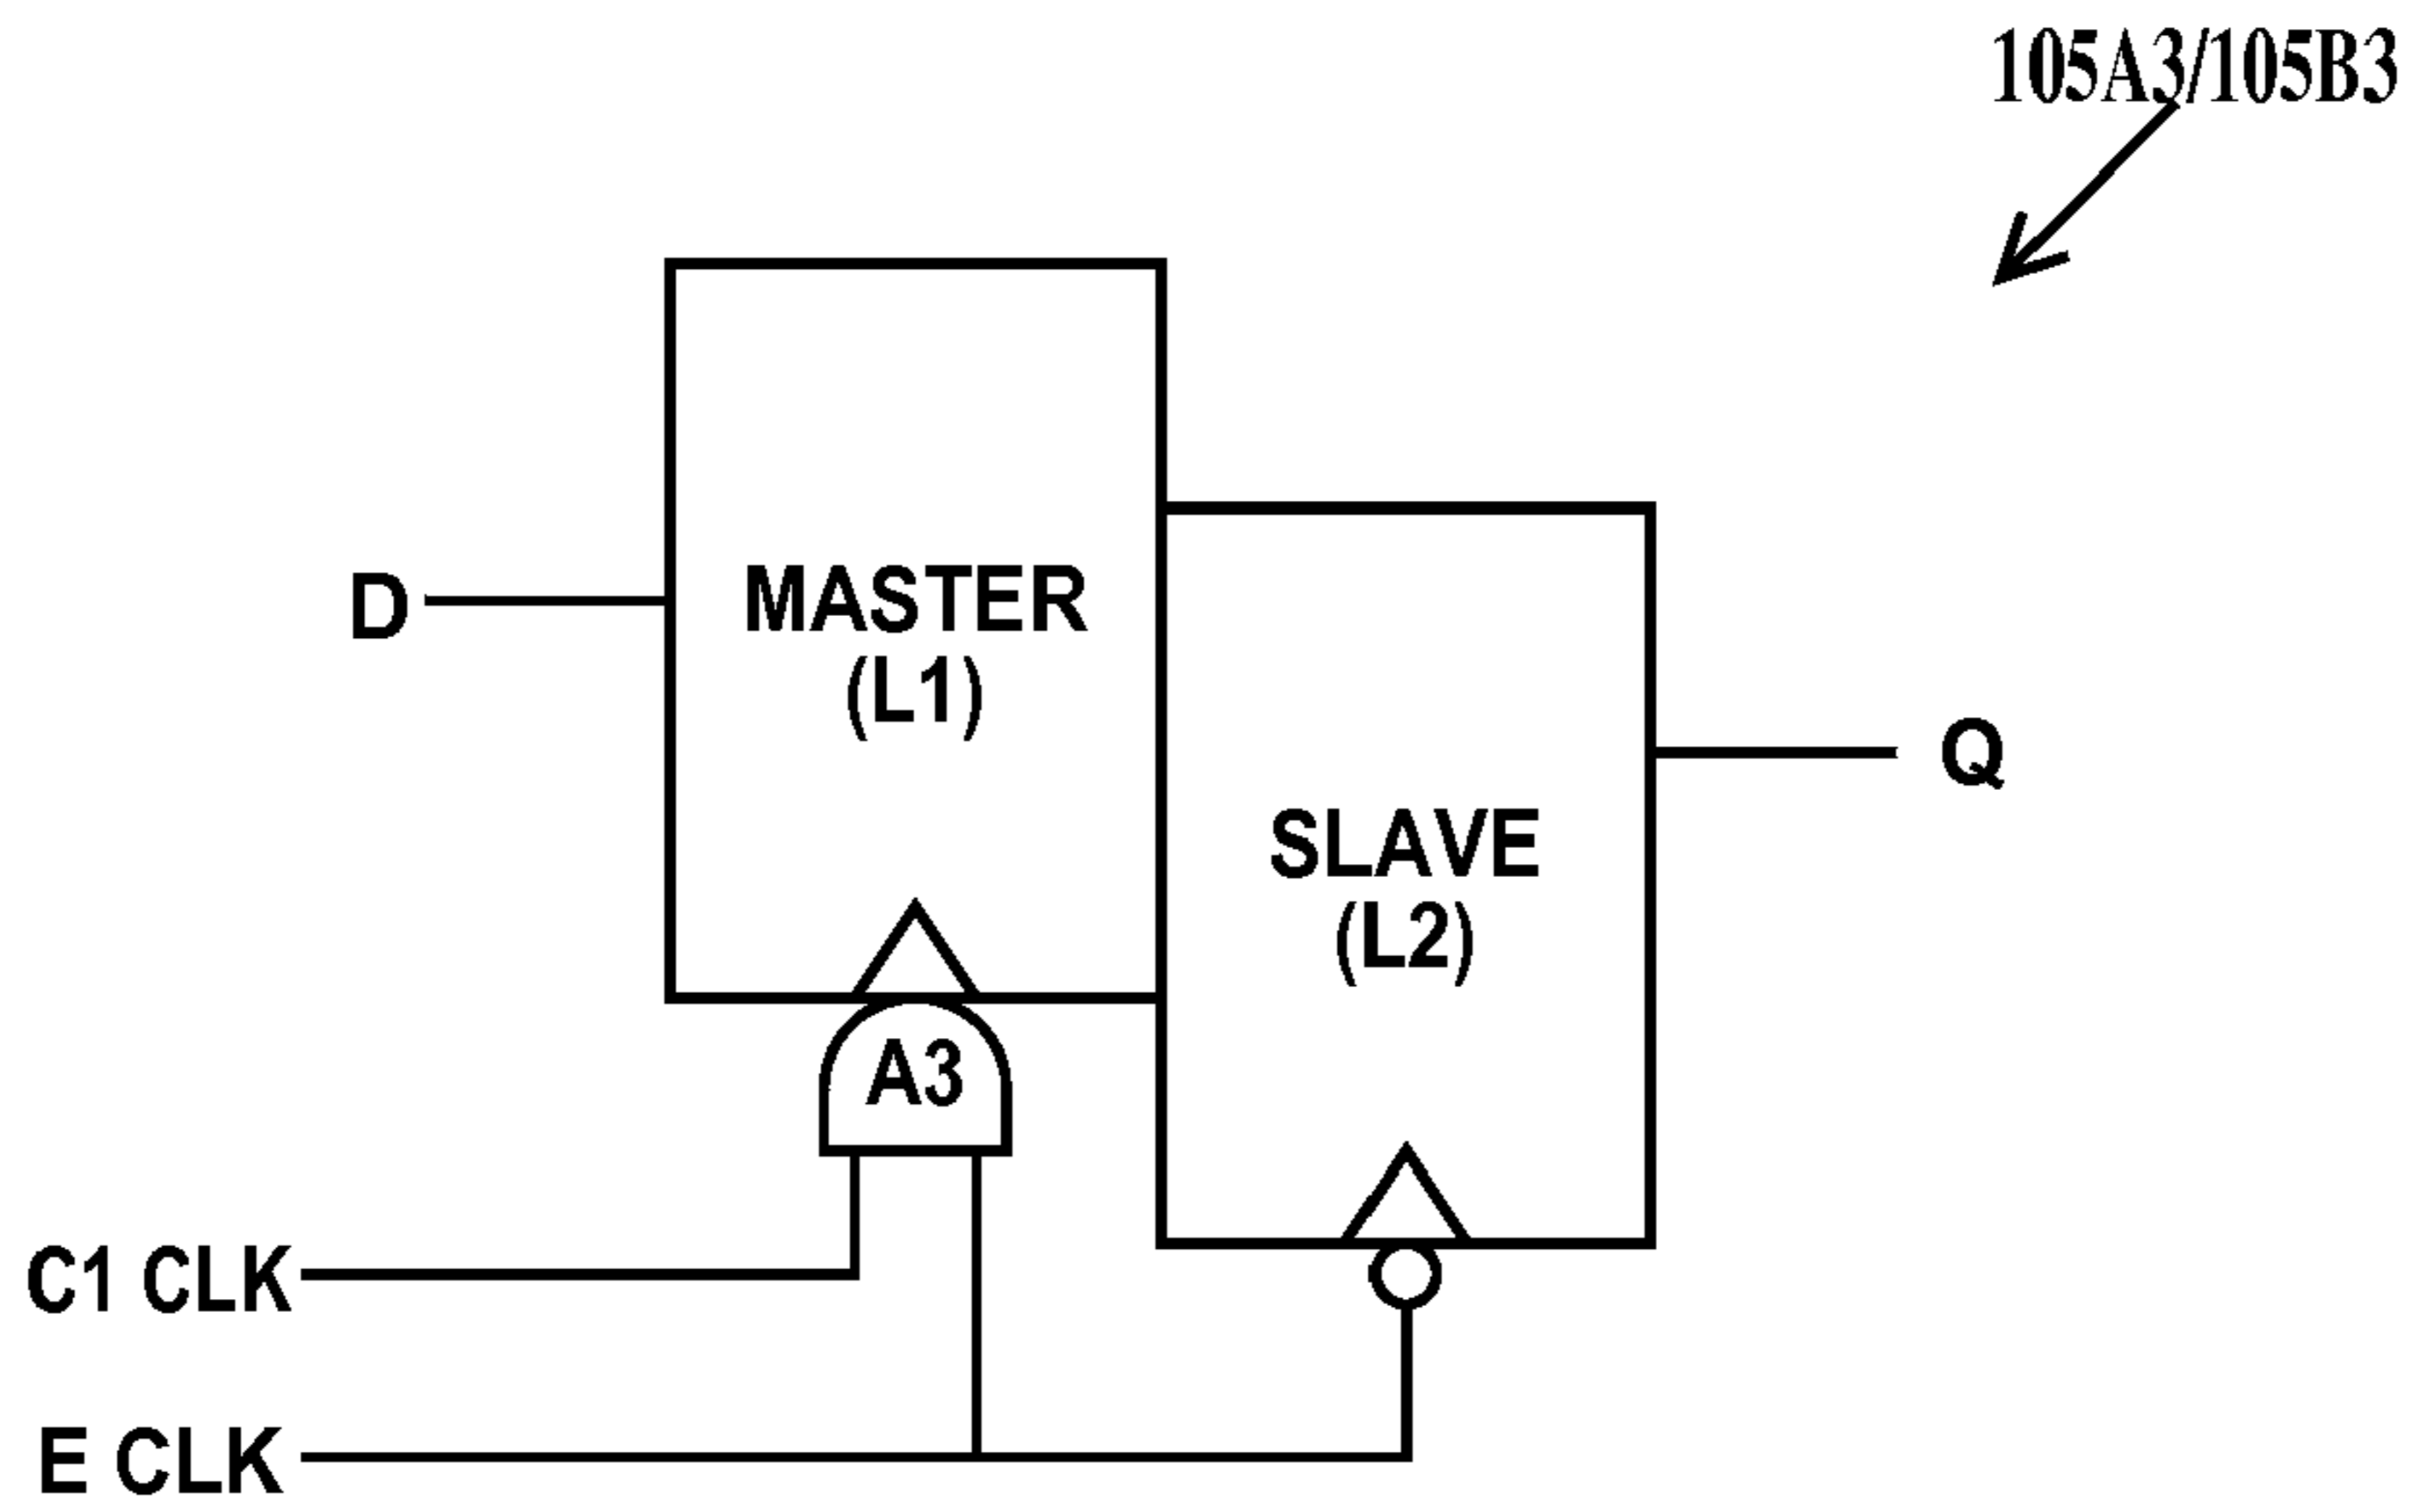 105A3/105B3
D
MASTER
(L1)
Q
SLAVE
(L2)
A3
C1 CLK
E CLK